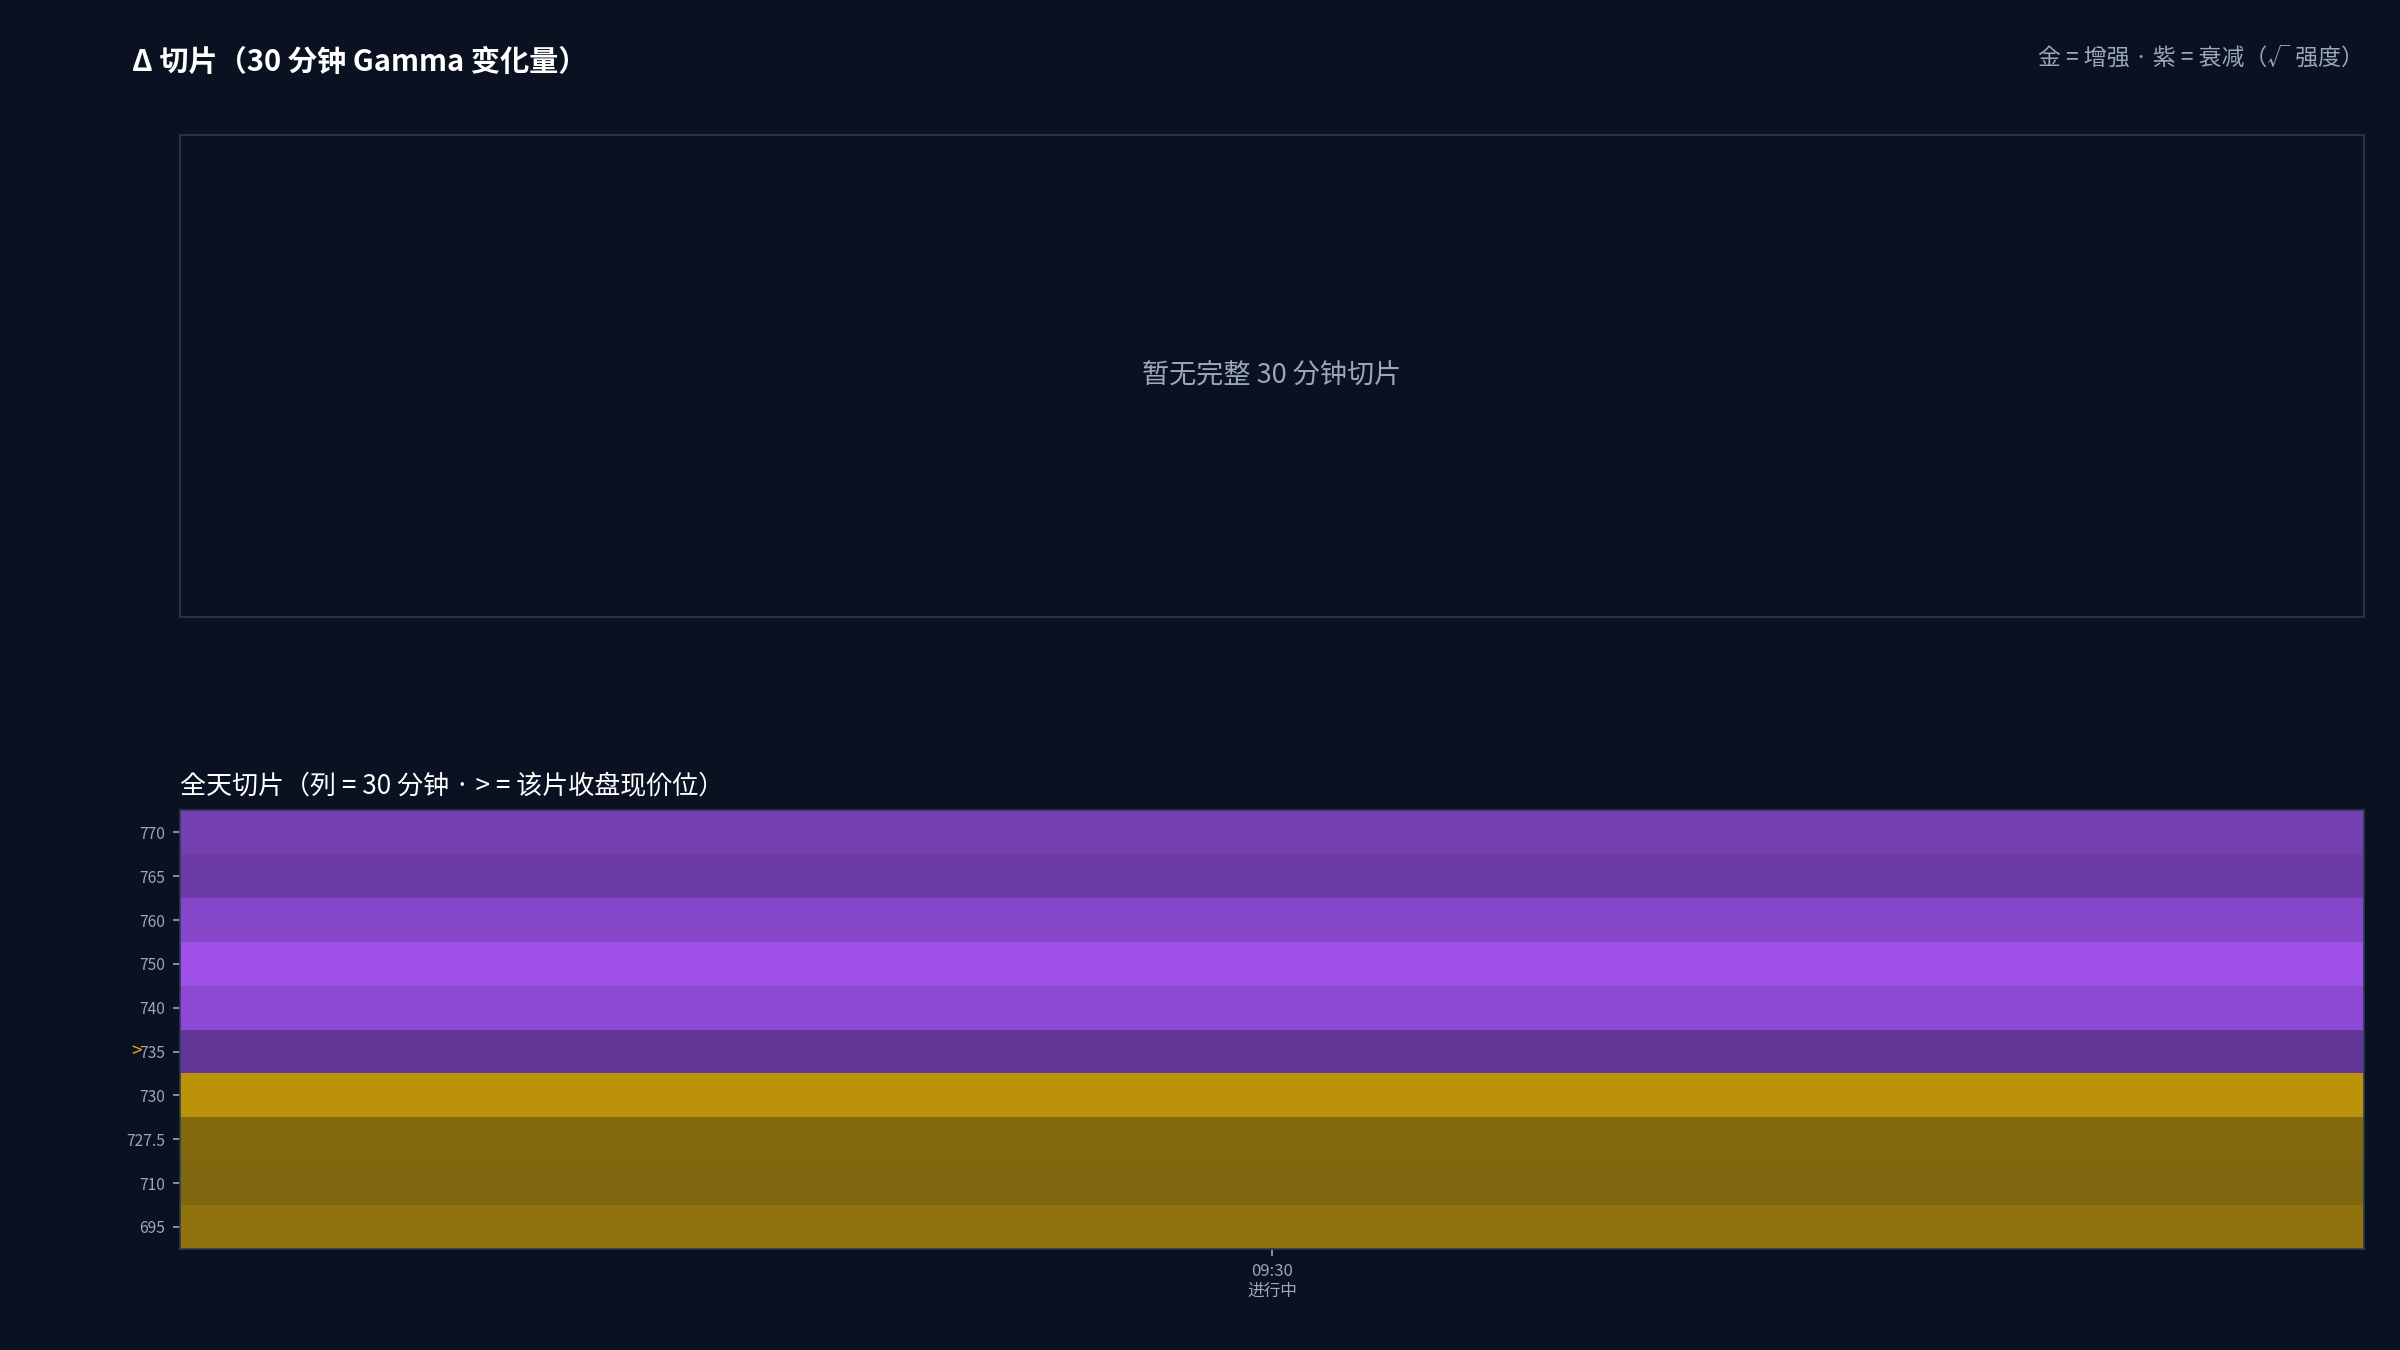 Δ 切片（30 分钟 Gamma 变化量）
金 = 增强 · 紫 = 衰减（√ 强度）
暂无完整 30 分钟切片
全天切片（列 = 30 分钟 · > = 该片收盘现价位）
770
765
760
750
740
>735
730
727.5
710
695
09:30
进行中